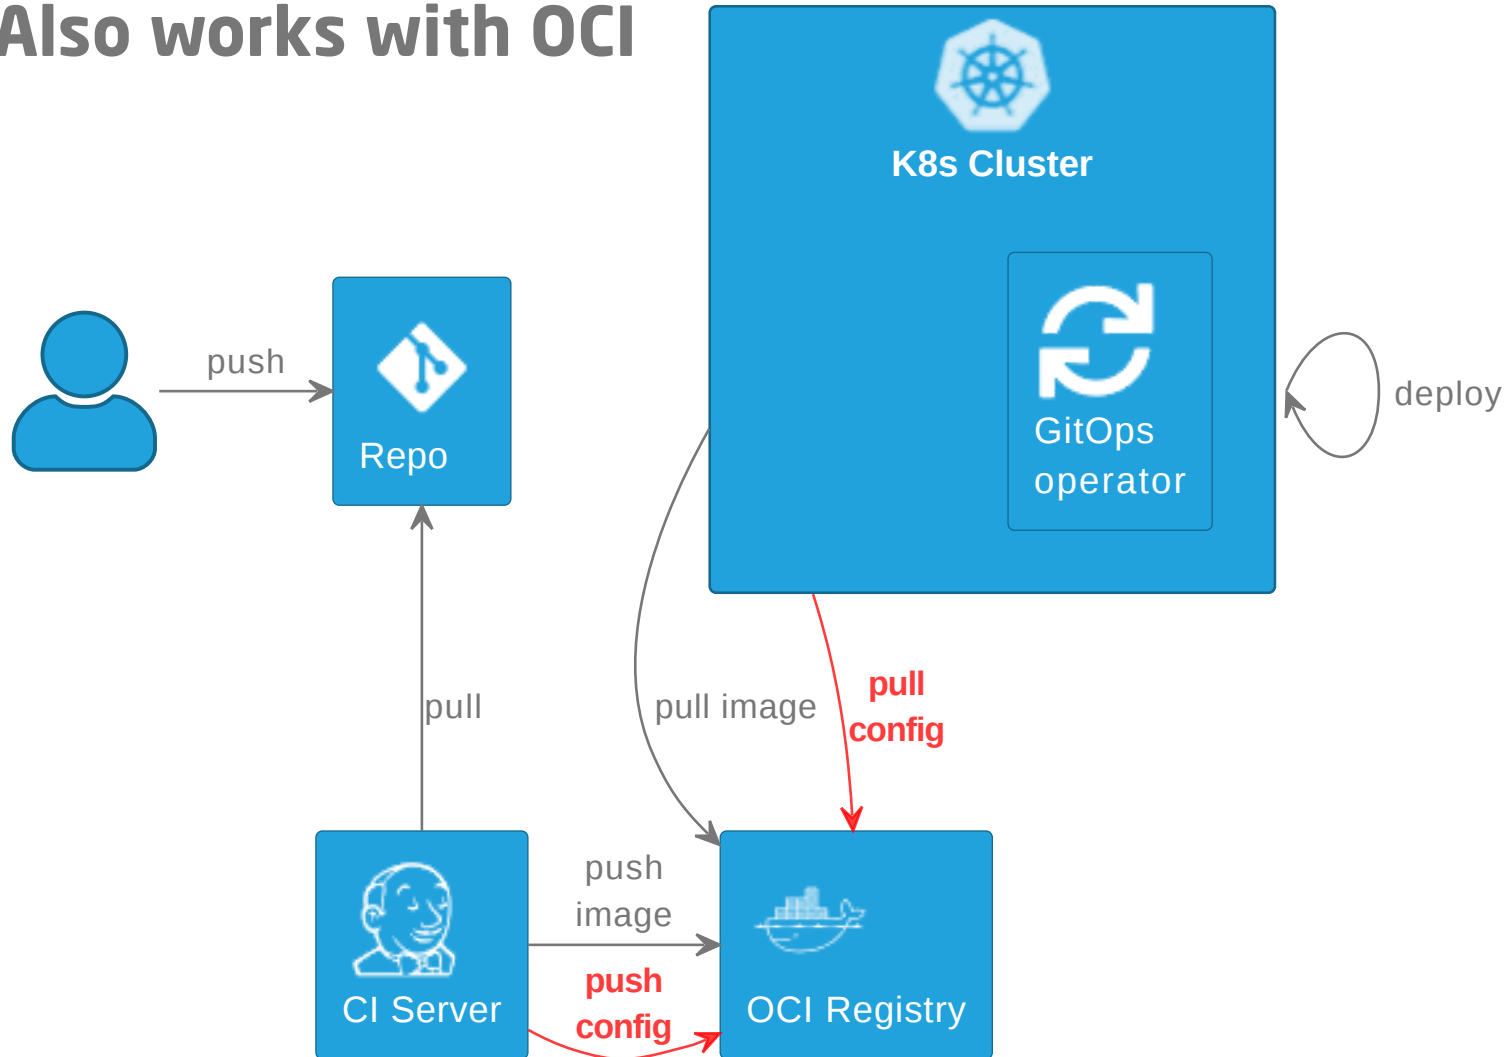 Also works with OCI
K8s Cluster
push
Repo
GitOps
operator
deploy
pull
pull image
pull
config
push
image
CI Server
push
config
OCI Registry